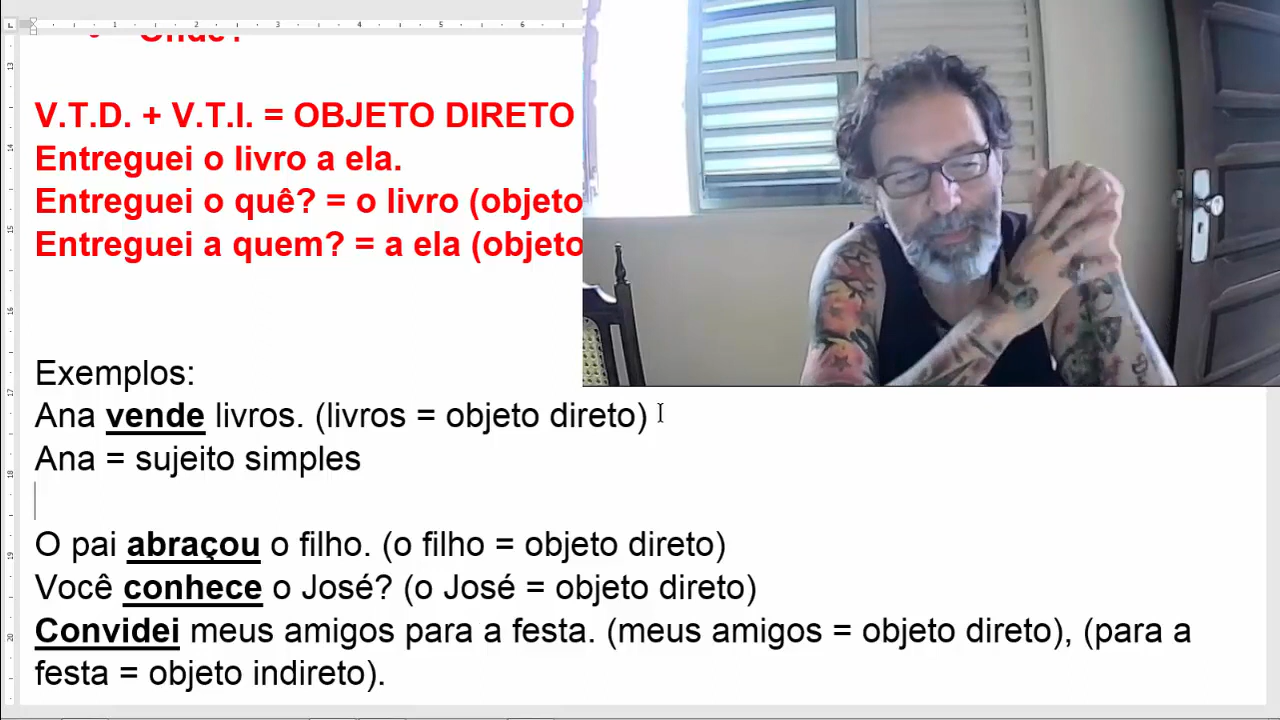 Onde?
V.T.D. + V.T.I. = OBJETO DIRETO
Entreguei o livro a ela.
Entreguei o quê? = o livro (objeto
Entreguei a quem? = a ela (objeto
Exemplos:
Ana vende livros. (livros = objeto direto)
Ana = sujeito simples
O pai abraçou o filho. (o filho = objeto direto)
Você conhece o José? (o José = objeto direto)
Convidei meus amigos para a festa. (meus amigos = objeto direto), (para a
festa = objeto indireto).